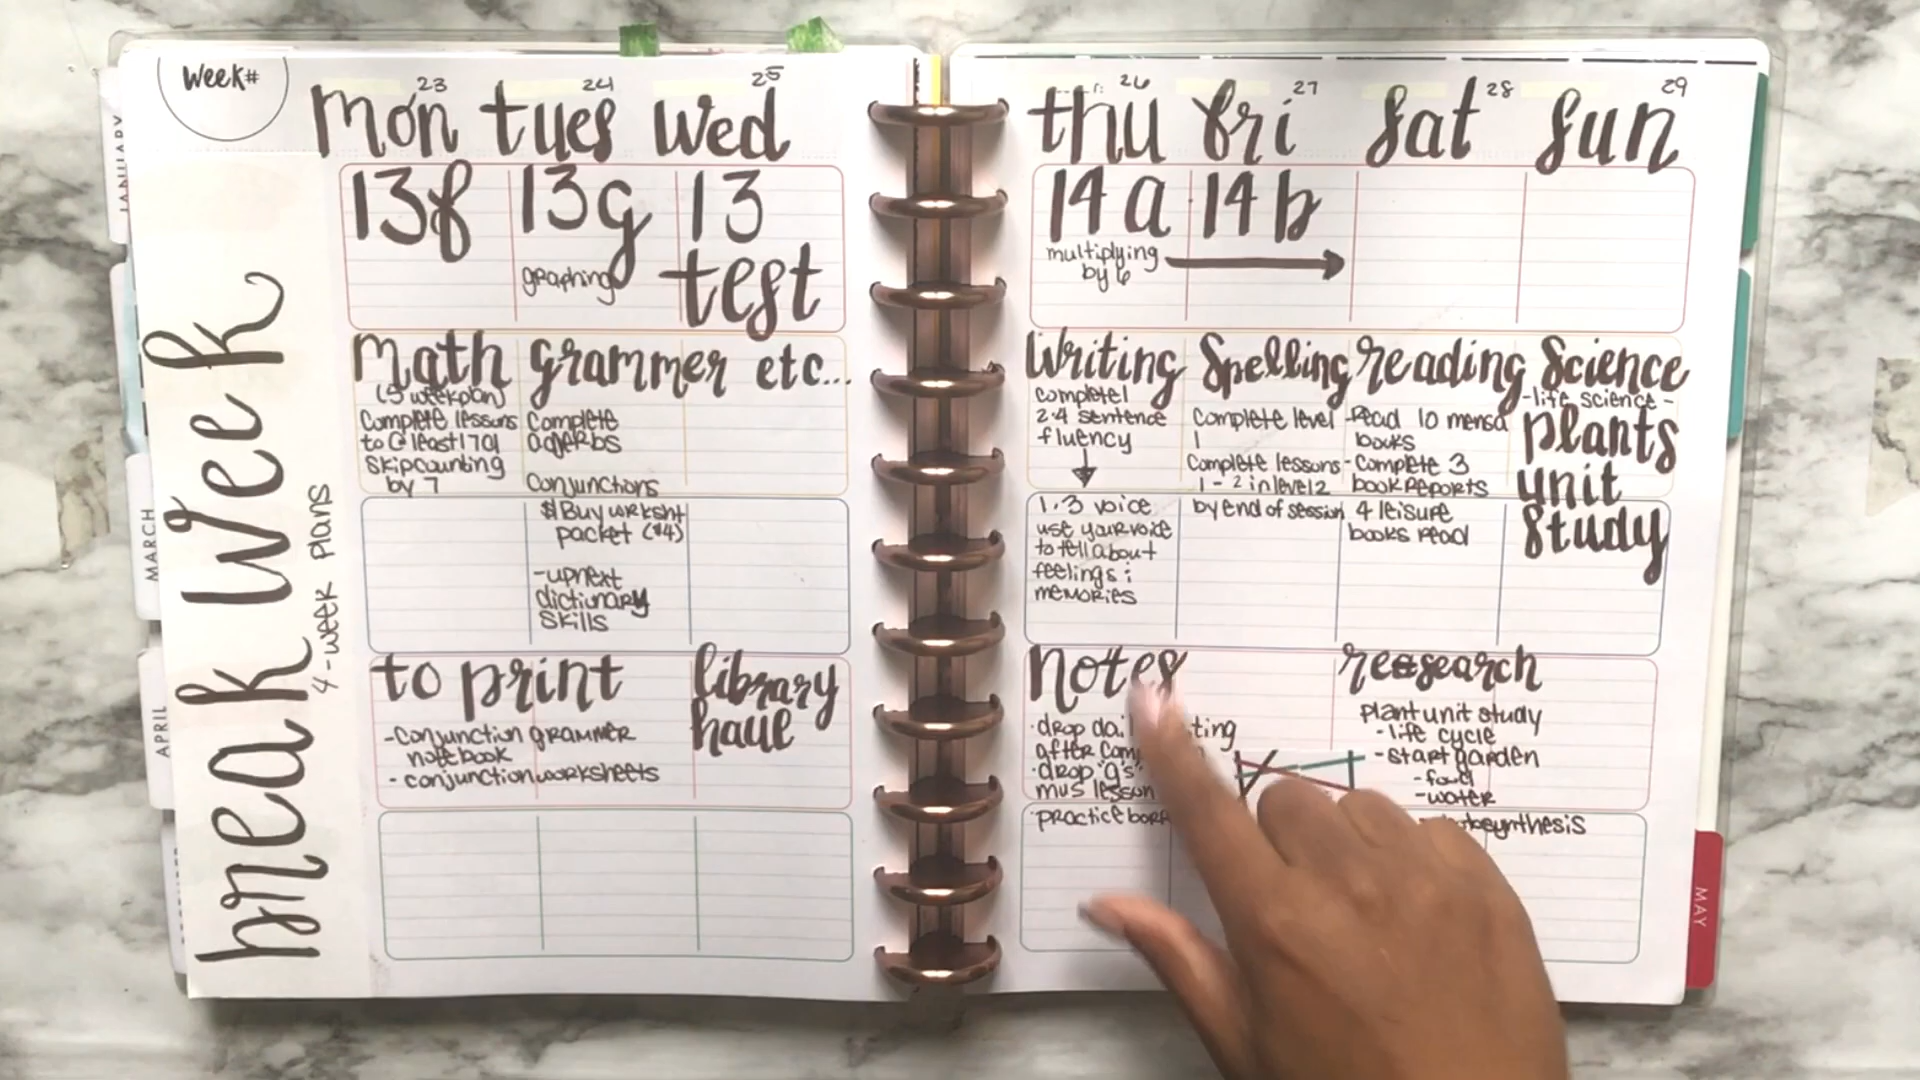 Week#
23
24
25
mon tues wed
13f
13g
graphing
13
test
break week
4-week plans
math
(5 week plan)
Complete lessons
to @ least 170!
Skipcounting
by 7
grammer etc...
Complete
Conjunctions
Buy wrksht
packet ($4)
-upnext
dictionary
skills
to print
-conjunction grammer
notebook
-conjunction worksheets
library
haul
JANUARY
MARCH
APRIL
26
27
28
29
thu fri sat sun
14a
multiplying
by 6
14b
Writing
complete!
2.4 sentence
fluency
1.3 voice
use your voice
to tell about
feelings &
memories
Spelling
Complete level
1
Complete lessons
1-2 in level 2
by end of session
reading
-Read 10 mensa
books
-Complete 3
book reports
4 leisure
books read
Science
-life science-
plants
unit
study
notes
·drop
after
·drop "g's"
mus lesson
·practice
research
plant unit study
-life cycle
-start garden
-food
-water
MAY